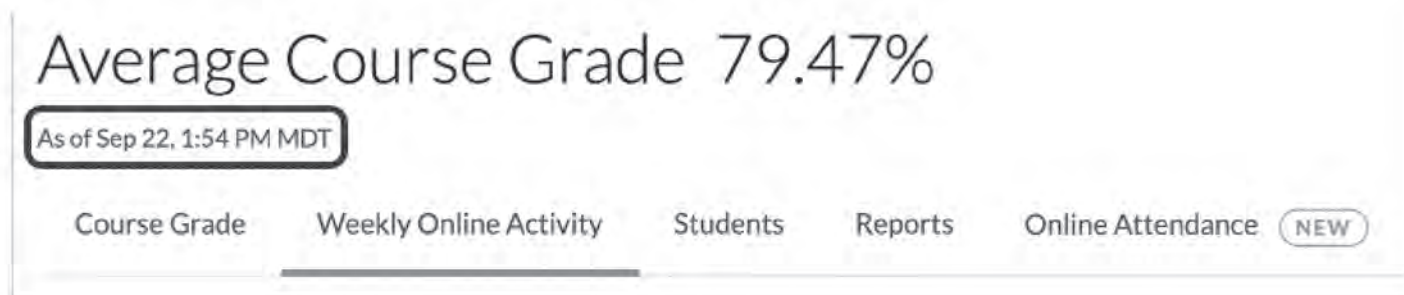 Average Course Grade 79.47%
As of Sep 22, 1:54 PM MDT
Course Grade Weekly Online Activity Students Reports Online Attendance NEW